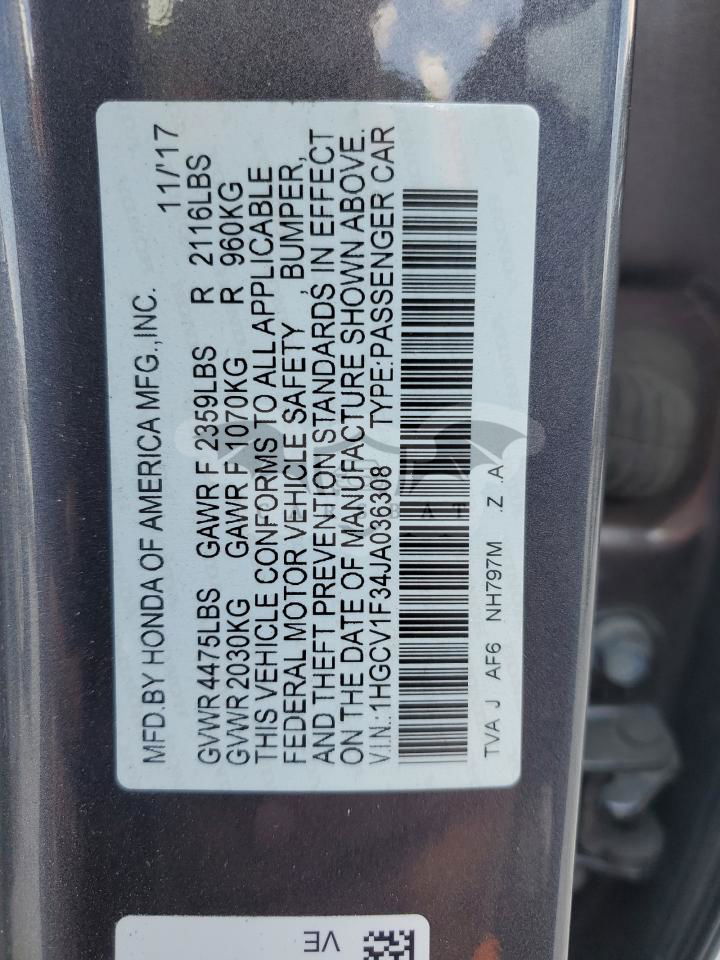 MFD.BY HONDA OF AMERICA MFG.,INC. 11/'17
GVWR 4475LBS GAWR F 2359LBS R 2116LBS
GVWR 2030KG GAWR F 1070KG R 960KG
THIS VEHICLE CONFORMS TO ALL APPLICABLE
FEDERAL MOTOR VEHICLE SAFETY , BUMPER,
AND THEFT PREVENTION STANDARDS IN EFFECT
ON THE DATE OF MANUFACTURE SHOWN ABOVE.
V.I.N.:1HGCV1F34JA036308 TYPE:PASSENGER CAR
TVA J AF6 NH797M .Z .A
VE